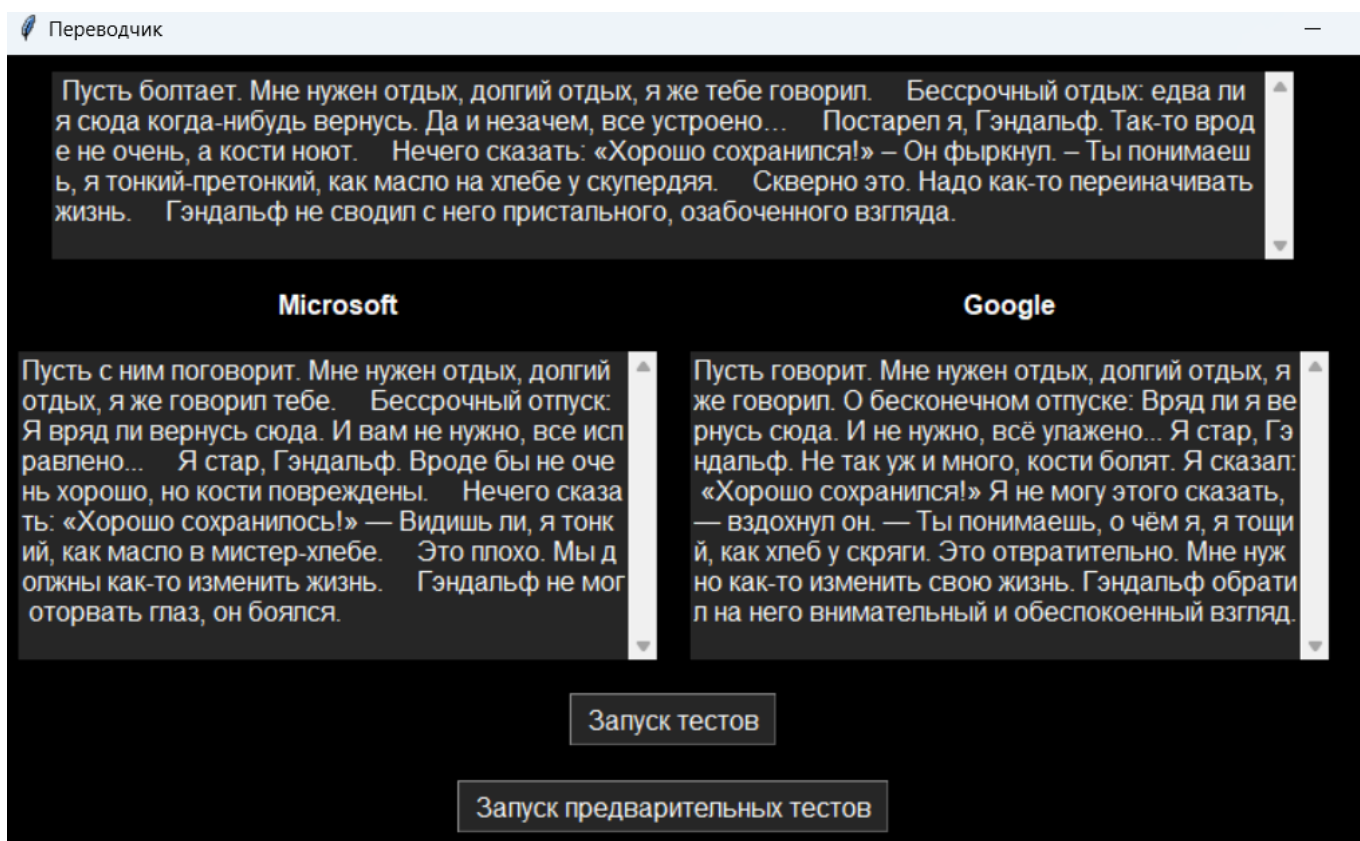 Переводчик
Пусть болтает. Мне нужен отдых, долгий отдых, я же тебе говорил.     Бессрочный отдых: едва ли
я сюда когда-нибудь вернусь. Да и незачем, все устроено…     Постарел я, Гэндальф. Так-то врод
е не очень, а кости ноют.     Нечего сказать: «Хорошо сохранился!» – Он фыркнул. – Ты понимаеш
ь, я тонкий-претонкий, как масло на хлебе у скупердяя.     Скверно это. Надо как-то переиначивать
жизнь.     Гэндальф не сводил с него пристального, озабоченного взгляда.
Microsoft
Пусть с ним поговорит. Мне нужен отдых, долгий
отдых, я же говорил тебе.     Бессрочный отпуск:
Я вряд ли вернусь сюда. И вам не нужно, все исп
равлено...     Я стар, Гэндальф. Вроде бы не оче
нь хорошо, но кости повреждены.     Нечего сказа
ть: «Хорошо сохранилось!» — Видишь ли, я тонк
ий, как масло в мистер-хлебе.     Это плохо. Мы д
олжны как-то изменить жизнь.     Гэндальф не мог
оторвать глаз, он боялся.
Google
Пусть говорит. Мне нужен отдых, долгий отдых, я
же говорил. О бесконечном отпуске: Вряд ли я ве
рнусь сюда. И не нужно, всё улажено... Я стар, Гэ
ндальф. Не так уж и много, кости болят. Я сказал:
«Хорошо сохранился!» Я не могу этого сказать,
— вздохнул он. — Ты понимаешь, о чём я, я тощи
й, как хлеб у скряги. Это отвратительно. Мне нуж
но как-то изменить свою жизнь. Гэндальф обрати
л на него внимательный и обеспокоенный взгляд.
Запуск тестов
Запуск предварительных тестов